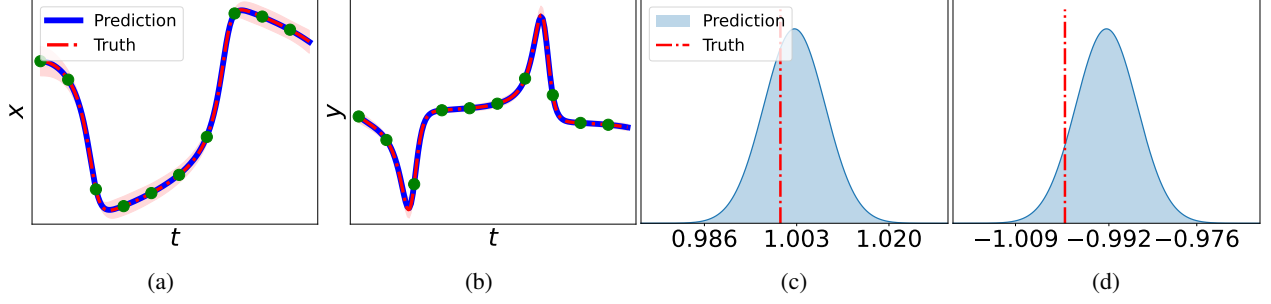 Prediction
Truth
x
t
(a)
y
t
(b)
Prediction
Truth
0.986 1.003 1.020
(c)
−1.009 −0.992 −0.976
(d)